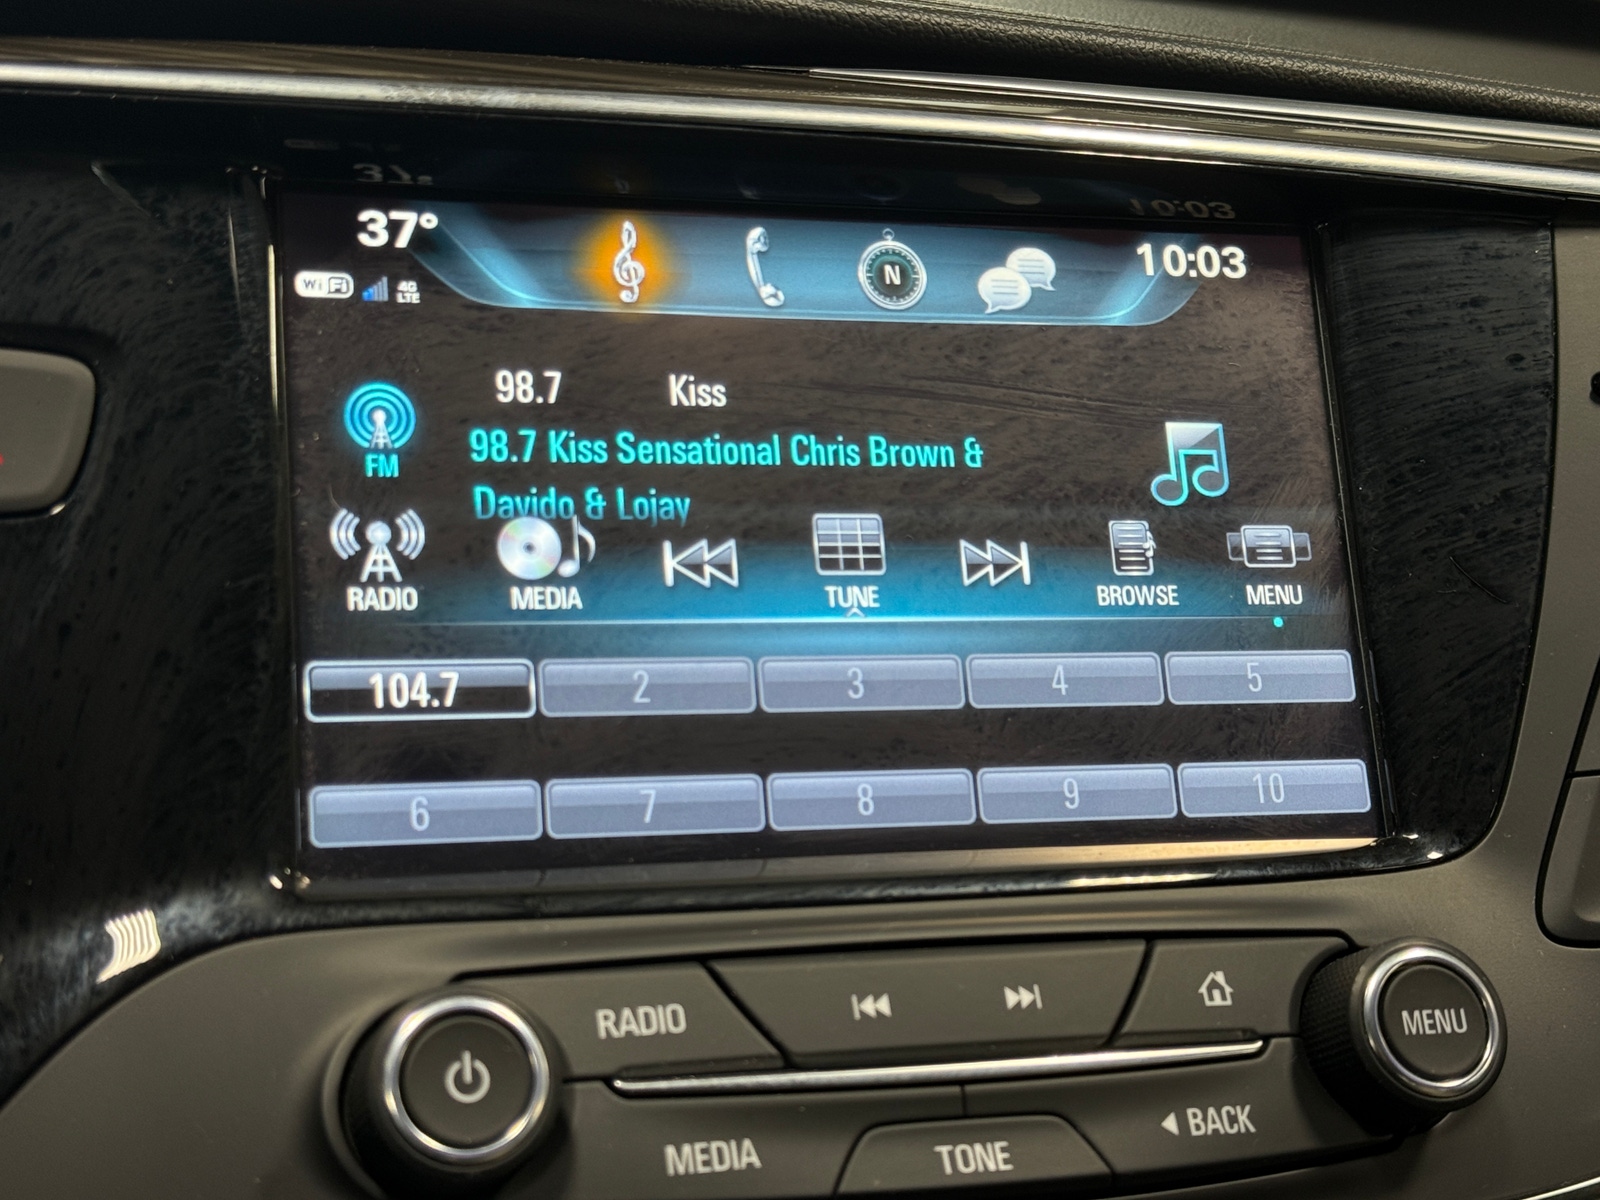 37° 10:03
WiFi 4G LTE
N
98.7 Kiss
98.7 Kiss Sensational Chris Brown &
FM
Davido & Lojay
RADIO MEDIA TUNE BROWSE MENU
104.7 2 3 4 5
6 7 8 9 10
RADIO MENU
MEDIA TONE BACK